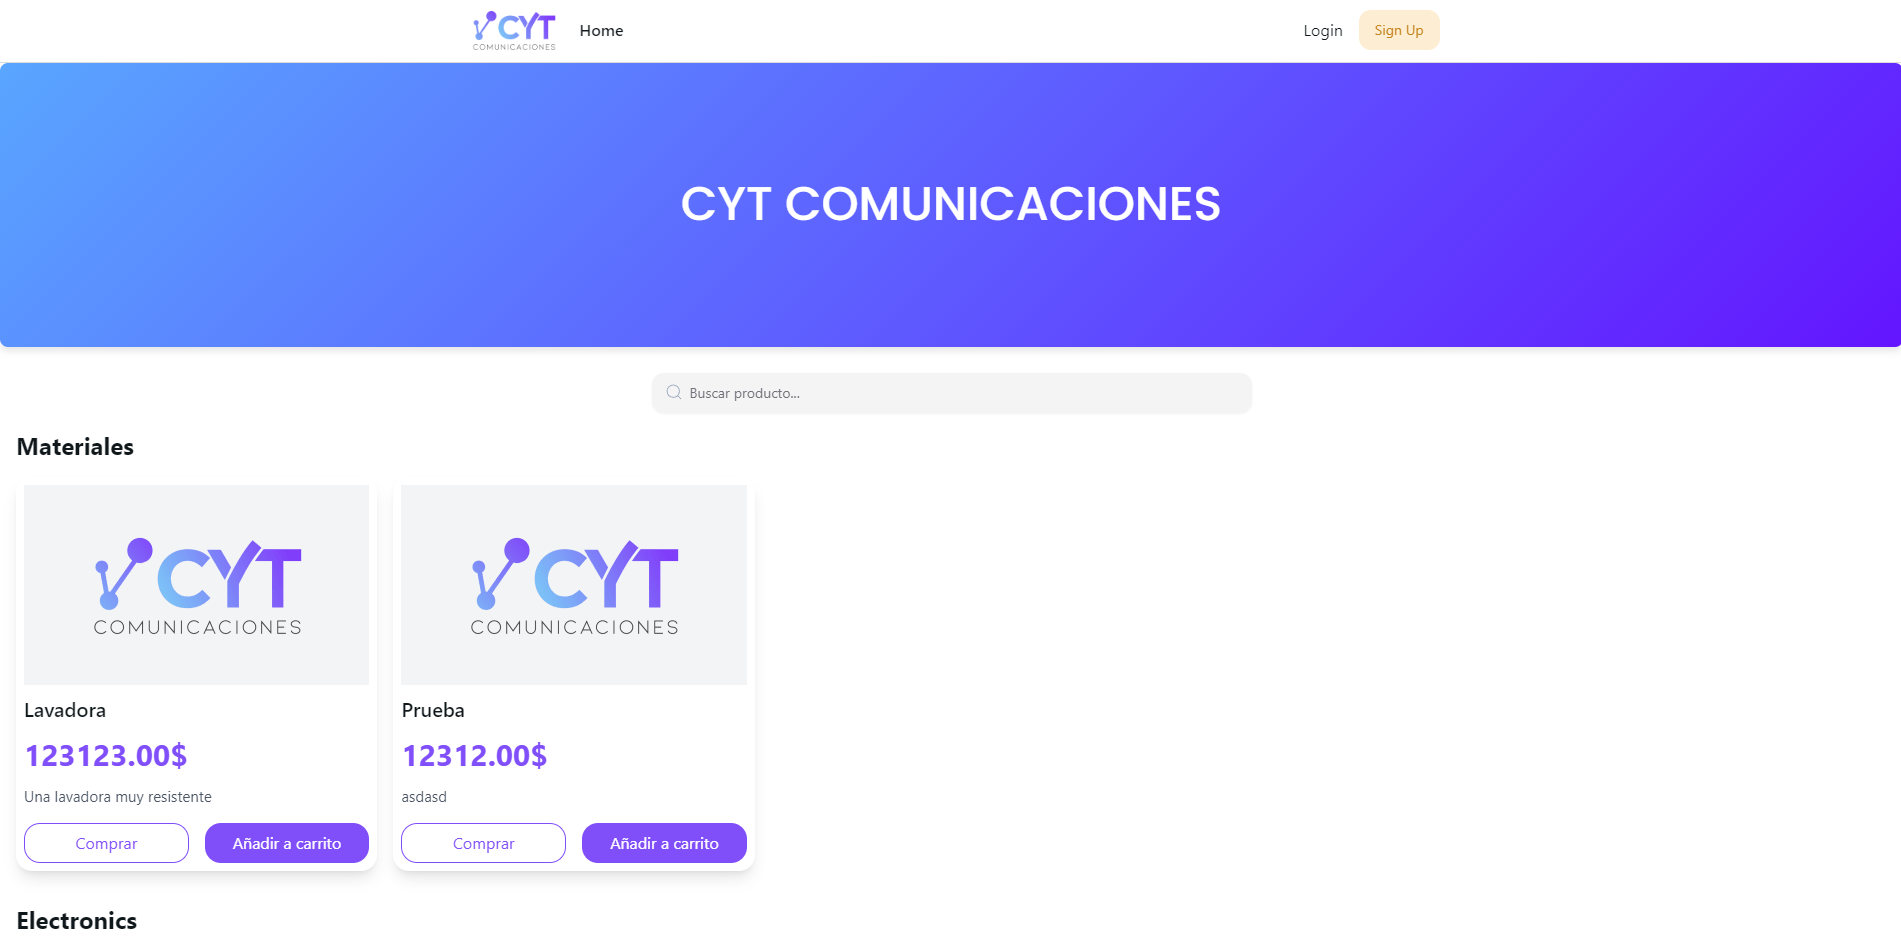 CYT
COMUNICACIONES
Home
Login
Sign Up
CYT COMUNICACIONES
Buscar producto...
Materiales
CYT
COMUNICACIONES
Lavadora
123123.00$
Una lavadora muy resistente
Comprar
Añadir a carrito
CYT
COMUNICACIONES
Prueba
12312.00$
asdasd
Comprar
Añadir a carrito
Electronics